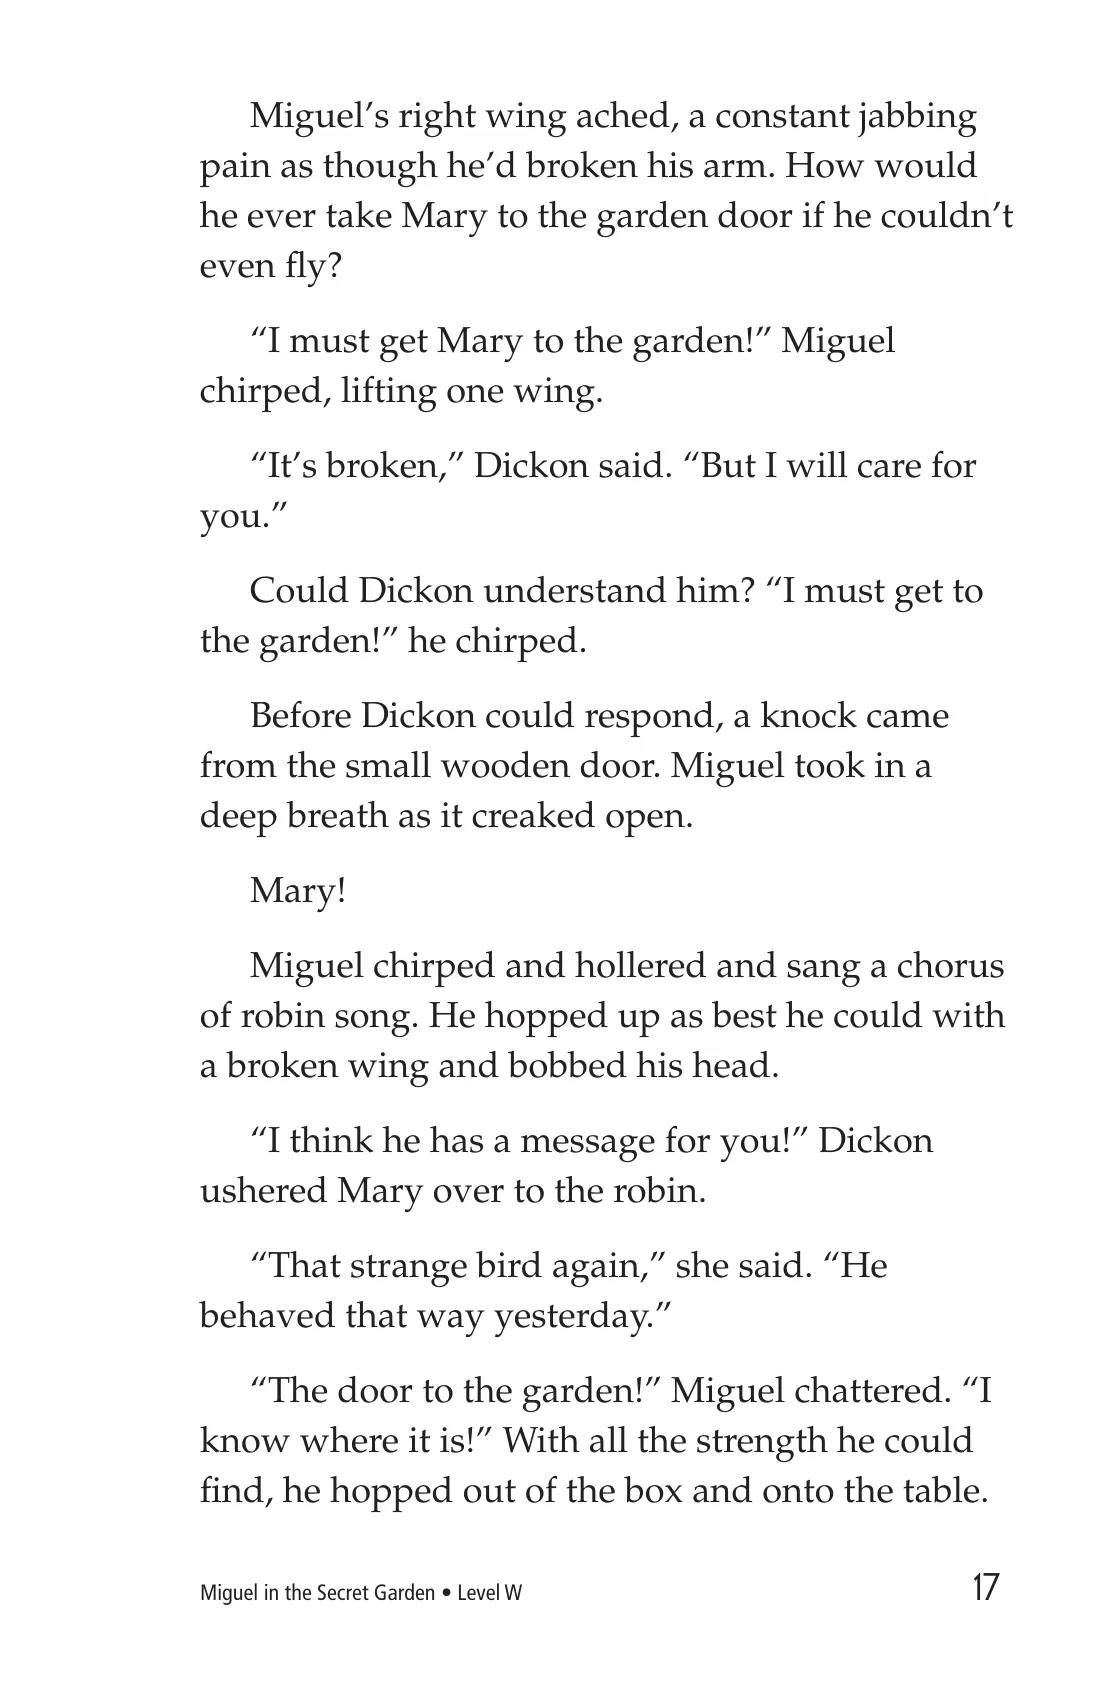 Miguel’s right wing ached, a constant jabbing
pain as though he’d broken his arm. How would
he ever take Mary to the garden door if he couldn’t
even fly?
“I must get Mary to the garden!” Miguel
chirped, lifting one wing.
“It’s broken,” Dickon said. “But I will care for
you.”
Could Dickon understand him? “I must get to
the garden!” he chirped.
Before Dickon could respond, a knock came
from the small wooden door. Miguel took in a
deep breath as it creaked open.
Mary!
Miguel chirped and hollered and sang a chorus
of robin song. He hopped up as best he could with
a broken wing and bobbed his head.
“I think he has a message for you!” Dickon
ushered Mary over to the robin.
“That strange bird again,” she said. “He
behaved that way yesterday.”
“The door to the garden!” Miguel chattered. “I
know where it is!” With all the strength he could
find, he hopped out of the box and onto the table.
Miguel in the Secret Garden • Level W 17